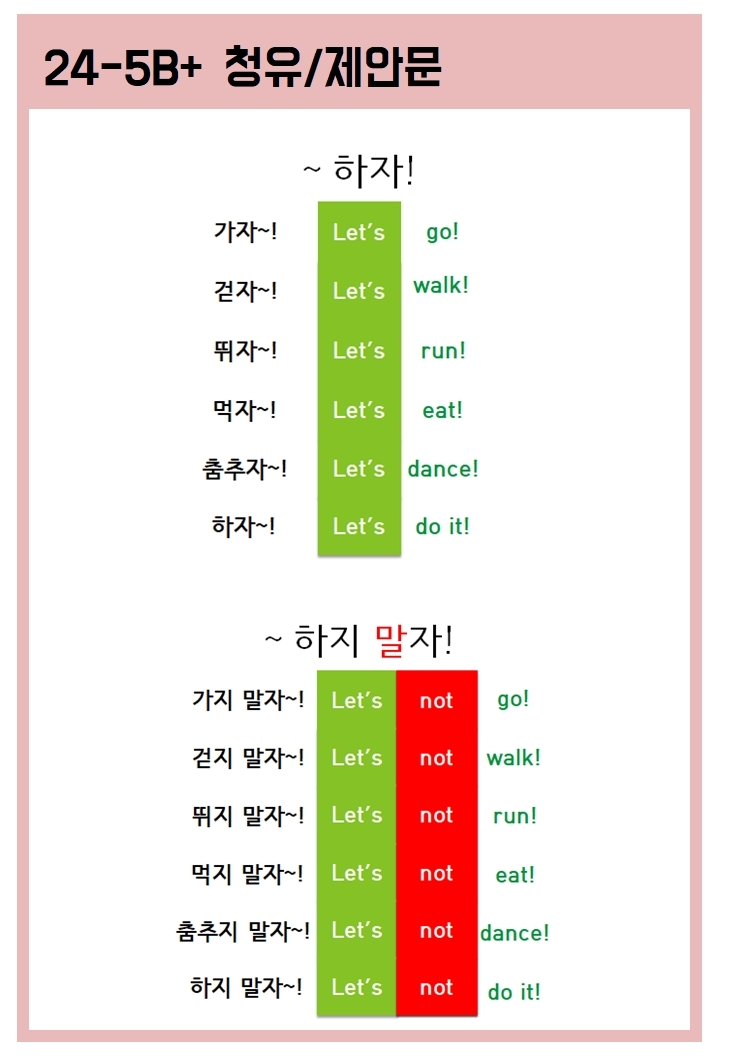 24-5B+ 청유/제안문
~ 하자!
가자~! Let's go!
걷자~! Let's walk!
뛰자~! Let's run!
먹자~! Let's eat!
춤추자~! Let's dance!
하자~! Let's do it!
~ 하지 말자!
가지 말자~! Let's not go!
걷지 말자~! Let's not walk!
뛰지 말자~! Let's not run!
먹지 말자~! Let's not eat!
춤추지 말자~! Let's not dance!
하지 말자~! Let's not do it!